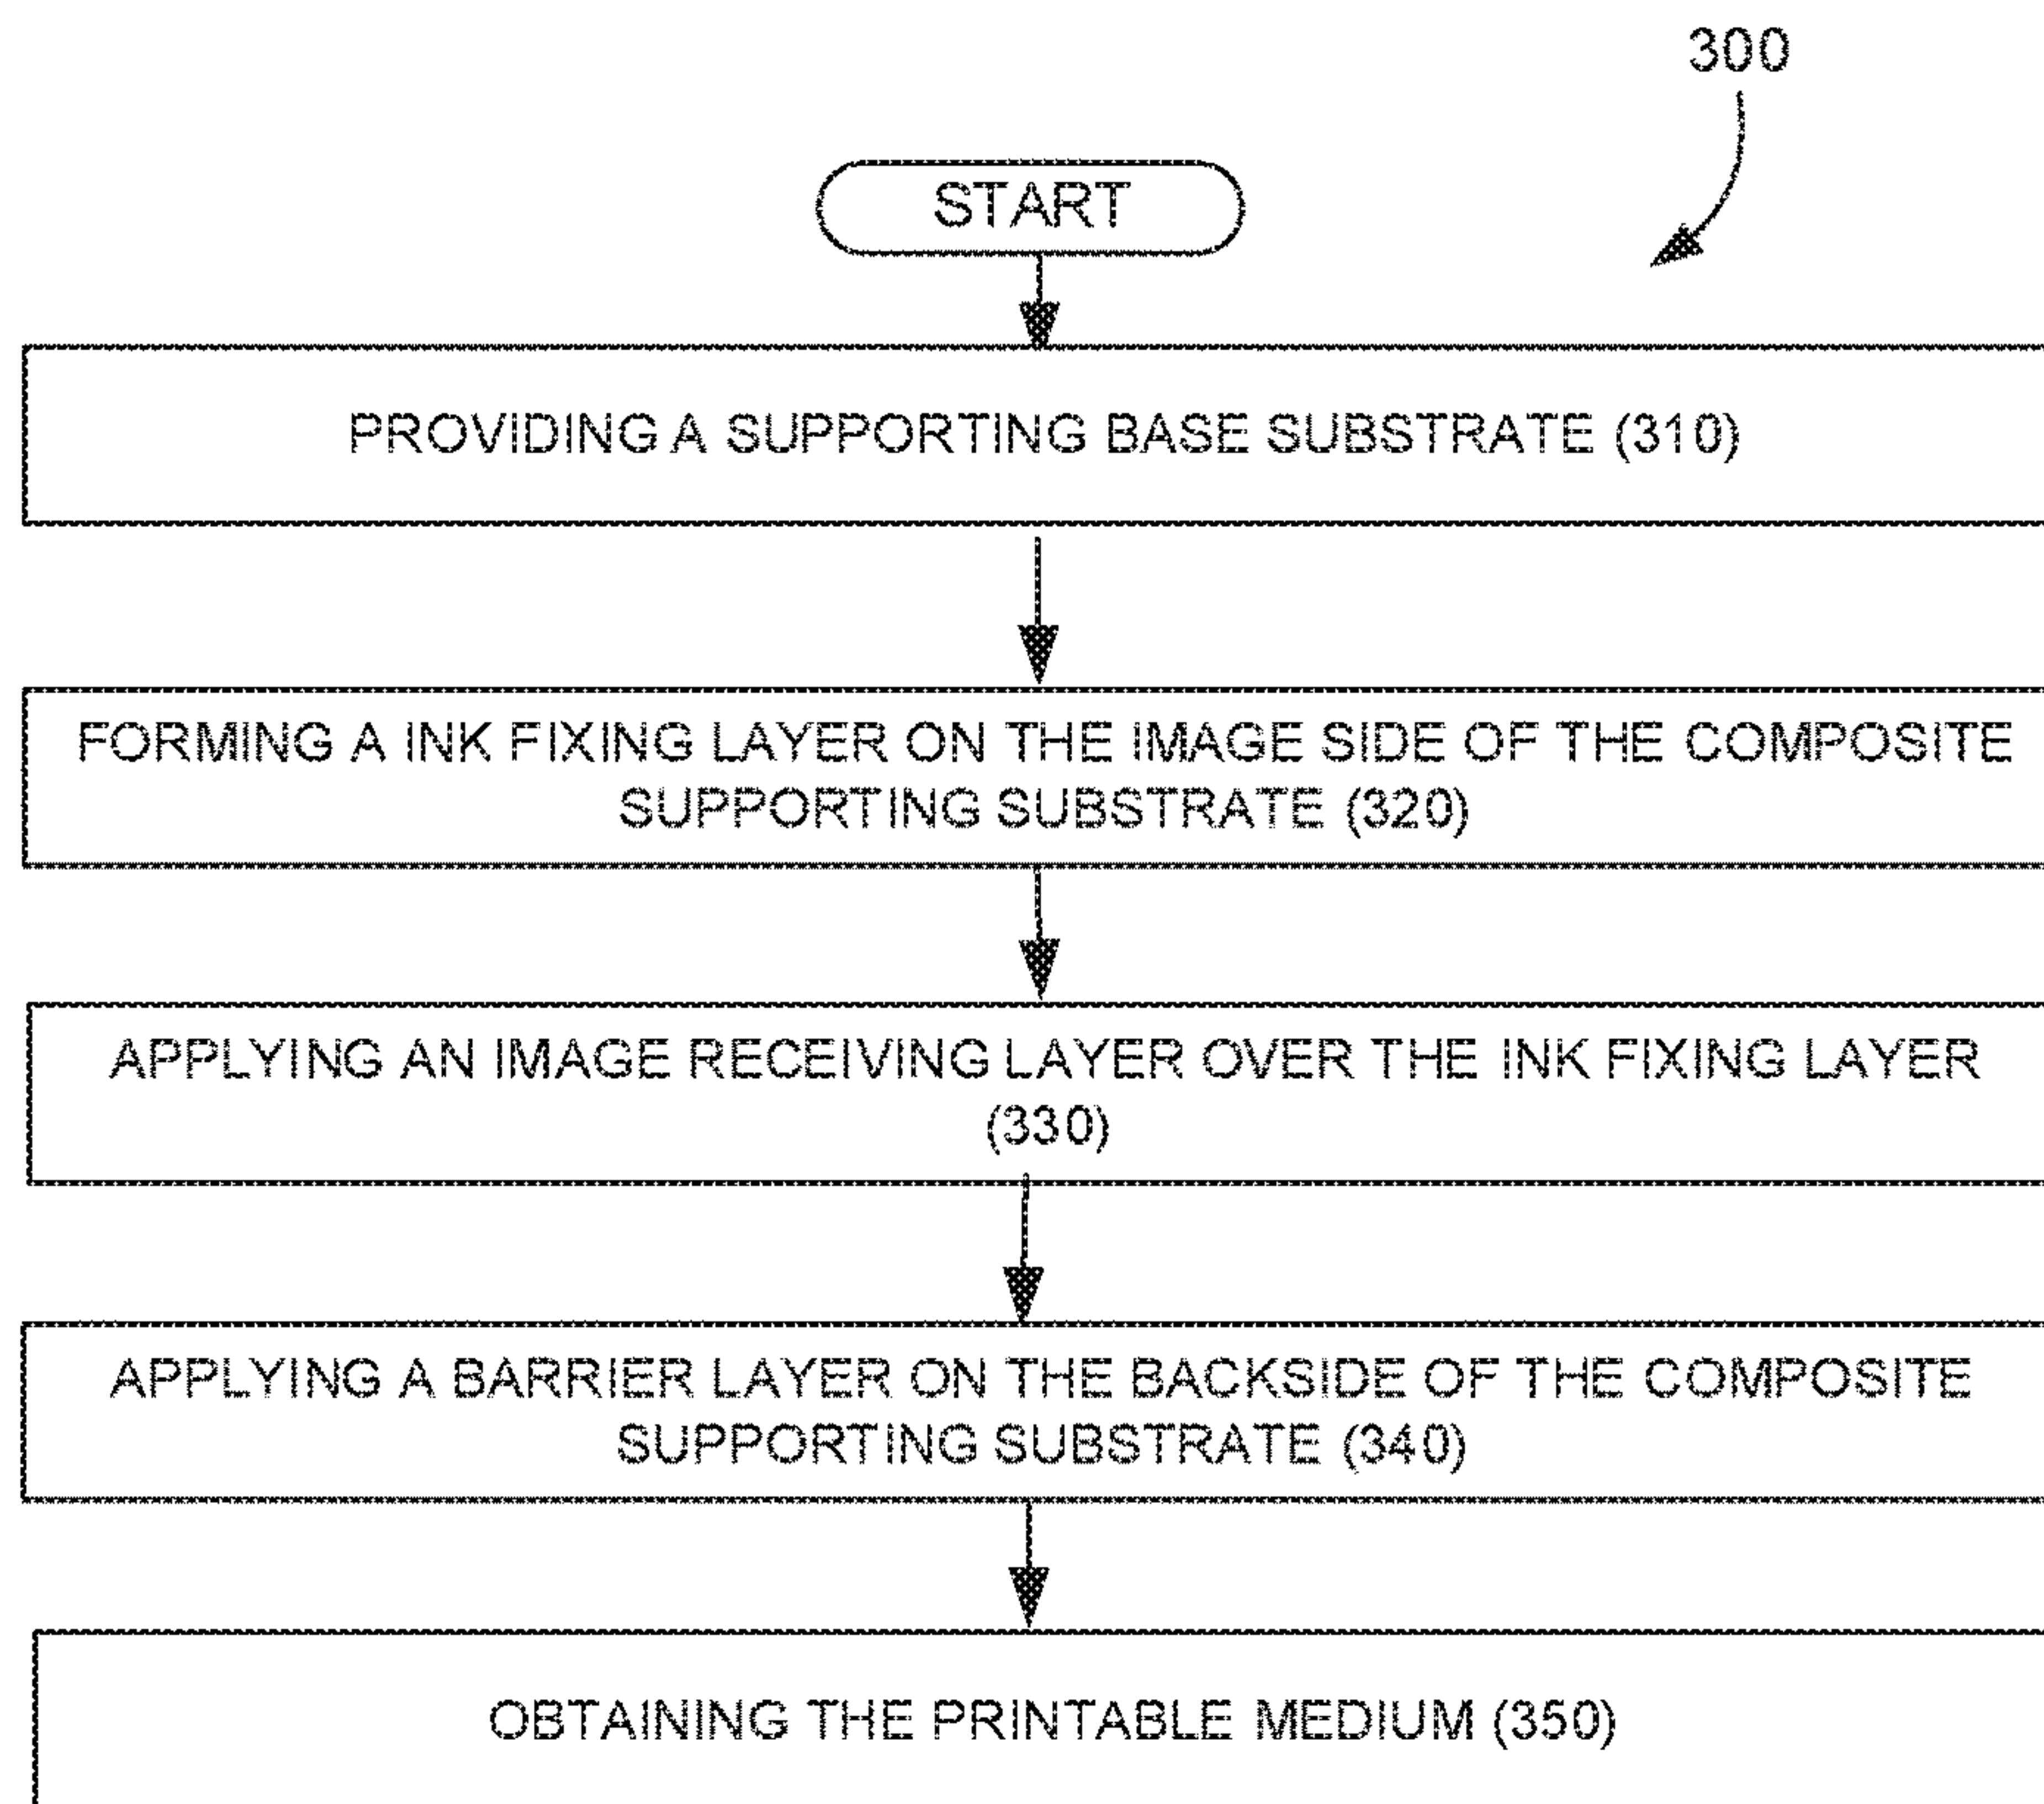 300
START
PROVIDING A SUPPORTING BASE SUBSTRATE (310)
FORMING A INK FIXING LAYER ON THE IMAGE SIDE OF THE COMPOSITE
SUPPORTING SUBSTRATE (320)
APPLYING AN IMAGE RECEIVING LAYER OVER THE INK FIXING LAYER
(330)
APPLYING A BARRIER LAYER ON THE BACKSIDE OF THE COMPOSITE
SUPPORTING SUBSTRATE (340)
OBTAINING THE PRINTABLE MEDIUM (350)